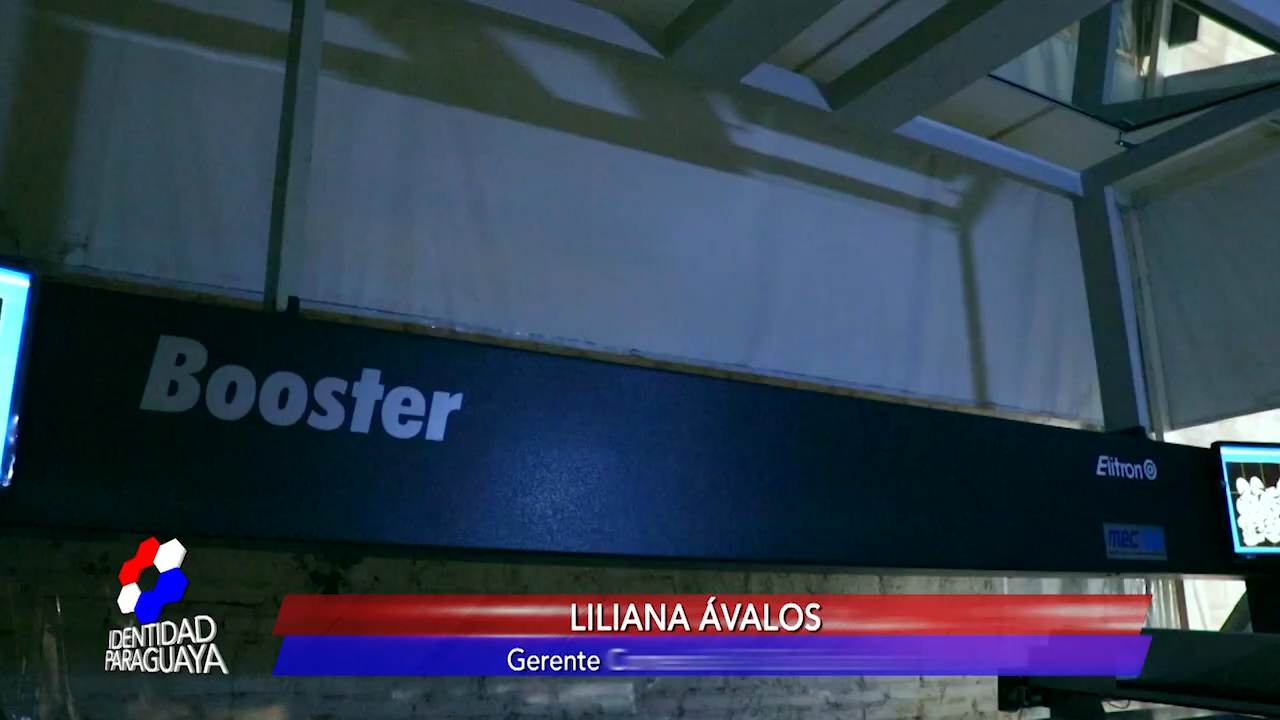 Booster
Elitron
mec
IDENTIDAD
PARAGUAYA
LILIANA ÁVALOS
Gerente